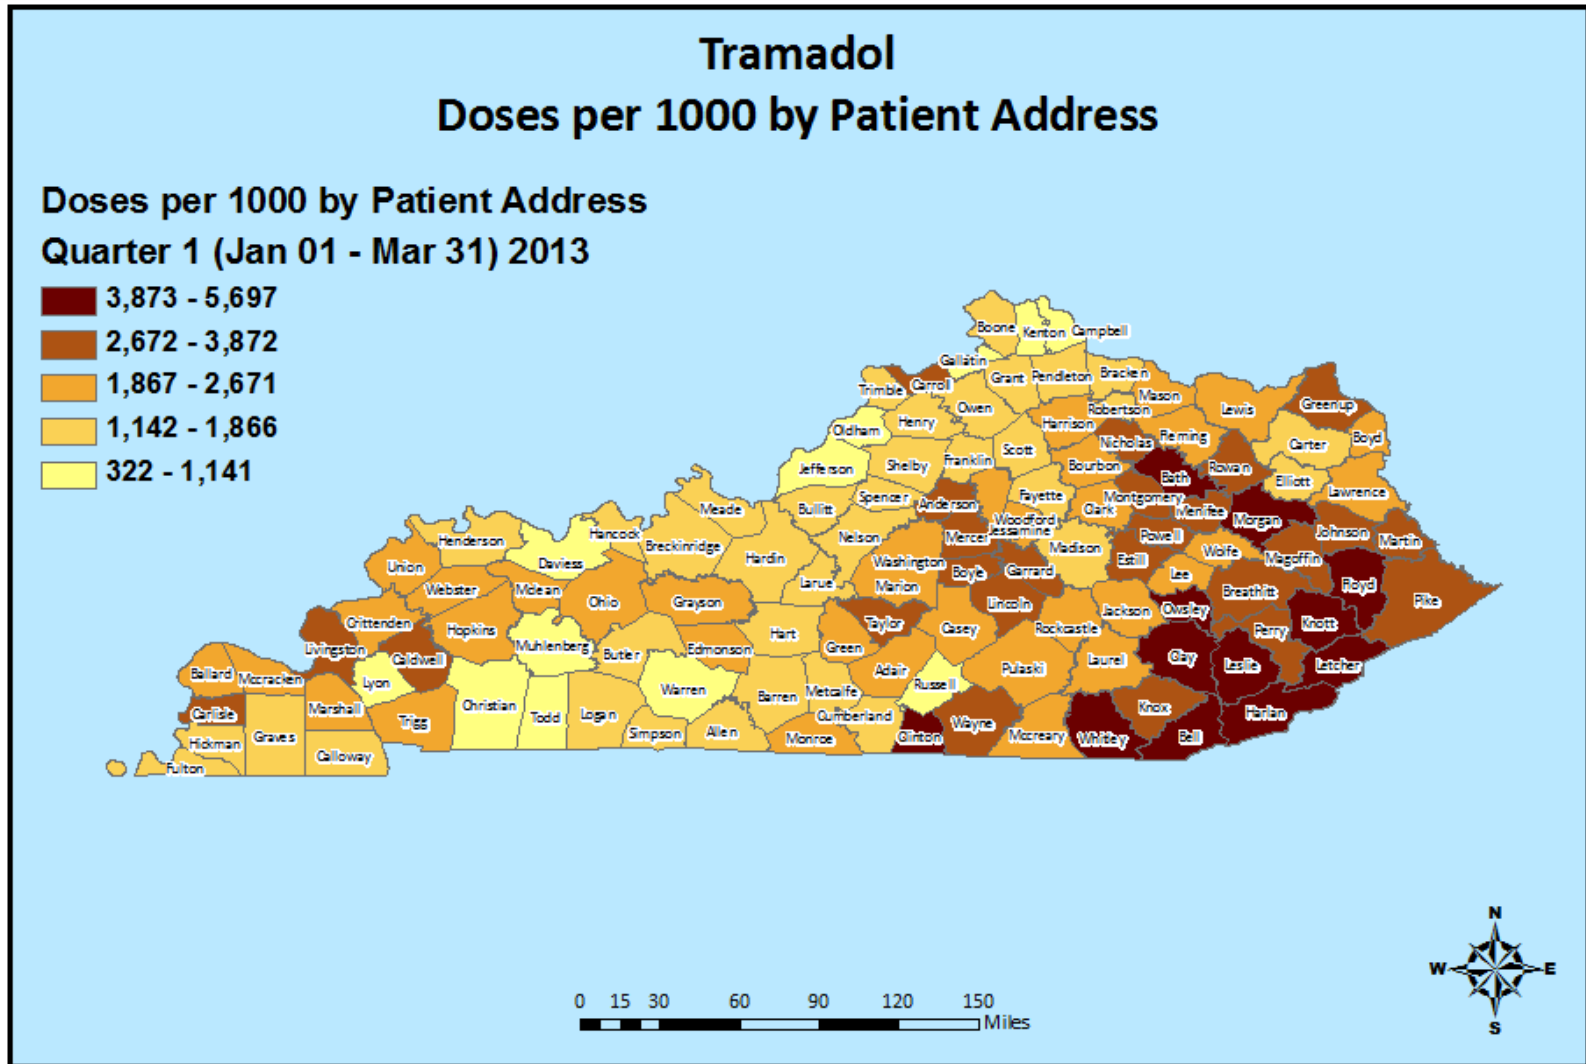 Tramadol
Doses per 1000 by Patient Address
Doses per 1000 by Patient Address
Quarter 1 (Jan 01 - Mar 31) 2013
3,873 - 5,697
2,672 - 3,872
1,867 - 2,671
1,142 - 1,866
322 - 1,141
Boone
Kenton
Campbell
Gallatin
Trimble
Carroll
Grant
Pendleton
Bracken
Mason
Lewis
Greenup
Owen
Henry
Robertson
Harrison
Oldham
Nicholas
Fleming
Carter
Boyd
Scott
Jefferson
Shelby
Franklin
Bourbon
Bath
Rowan
Elliott
Lawrence
Spencer
Anderson
Fayette
Montgomery
Clark
Menifee
Morgan
Meade
Bullitt
Woodford
Jessamine
Powell
Johnson
Martin
Hancock
Henderson
Breckinridge
Nelson
Mercer
Madison
Wolfe
Magoffin
Hardin
Daviess
Union
Washington
Estill
Boyle
Garrard
Lee
Floyd
Webster
Mclean
Ohio
Grayson
Larue
Marion
Lincoln
Breathitt
Pike
Crittenden
Hopkins
Taylor
Casey
Rockcastle
Jackson
Owsley
Perry
Knott
Livingston
Caldwell
Muhlenberg
Butler
Edmonson
Hart
Green
Adair
Pulaski
Laurel
Clay
Leslie
Letcher
Ballard
Mccracken
Lyon
Warren
Barren
Metcalfe
Russell
Carlisle
Marshall
Trigg
Christian
Todd
Logan
Simpson
Allen
Cumberland
Monroe
Clinton
Wayne
Mccreary
Whitley
Knox
Bell
Harlan
Hickman
Graves
Calloway
Fulton
N
W
E
S
0 15 30 60 90 120 150
Miles